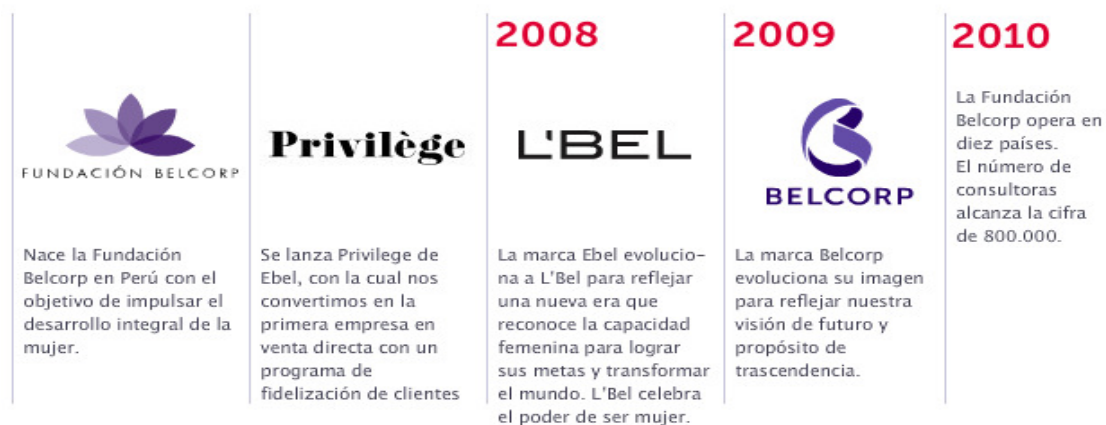 FUNDACIÓN BELCORP
Nace la Fundación
Belcorp en Perú con el
objetivo de impulsar el
desarrollo integral de la
mujer.
Privilège
Se lanza Privilege de
Ebel, con la cual nos
convertimos en la
primera empresa en
venta directa con un
programa de
fidelización de clientes
2008
L'BEL
La marca Ebel evolucio-
na a L'Bel para reflejar
una nueva era que
reconoce la capacidad
femenina para lograr
sus metas y transformar
el mundo. L'Bel celebra
el poder de ser mujer.
2009
BELCORP
La marca Belcorp
evoluciona su imagen
para reflejar nuestra
visión de futuro y
propósito de
trascendencia.
2010
La Fundación
Belcorp opera en
diez países.
El número de
consultoras
alcanza la cifra
de 800.000.